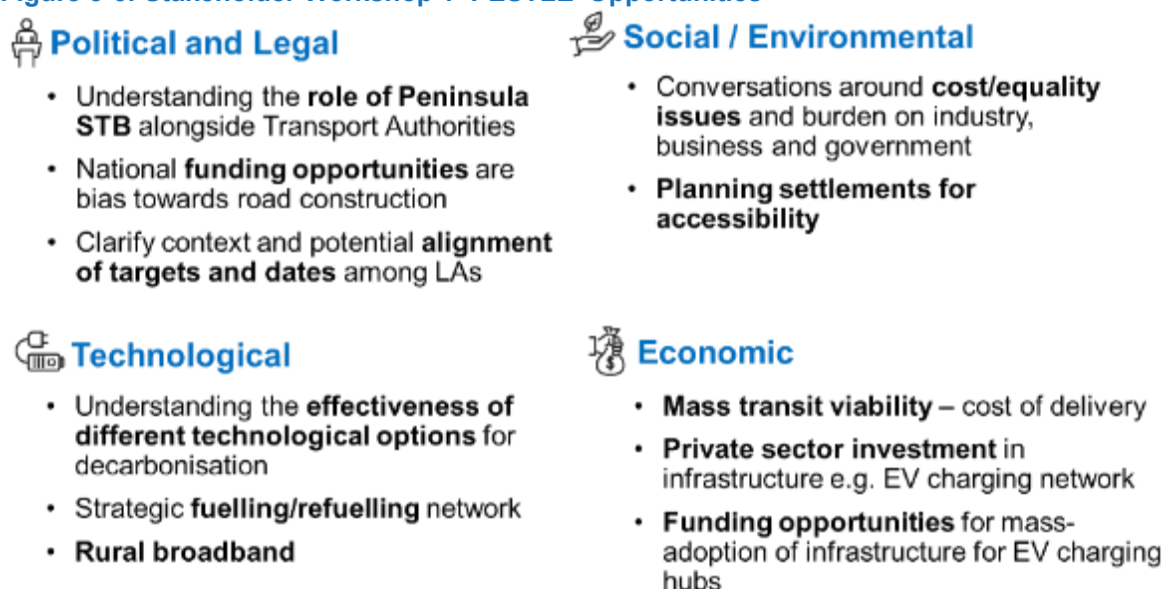 Stakeholder Workshop Opportunities
Political and Legal
• Understanding the role of Peninsula
STB alongside Transport Authorities
• National funding opportunities are
bias towards road construction
• Clarify context and potential alignment
of targets and dates among LAs
Social / Environmental
• Conversations around cost/equality
issues and burden on industry,
business and government
• Planning settlements for
accessibility
Technological
• Understanding the effectiveness of
different technological options for
decarbonisation
• Strategic fuelling/refuelling network
• Rural broadband
Economic
• Mass transit viability – cost of delivery
• Private sector investment in
infrastructure e.g. EV charging network
• Funding opportunities for mass-
adoption of infrastructure for EV charging
hubs